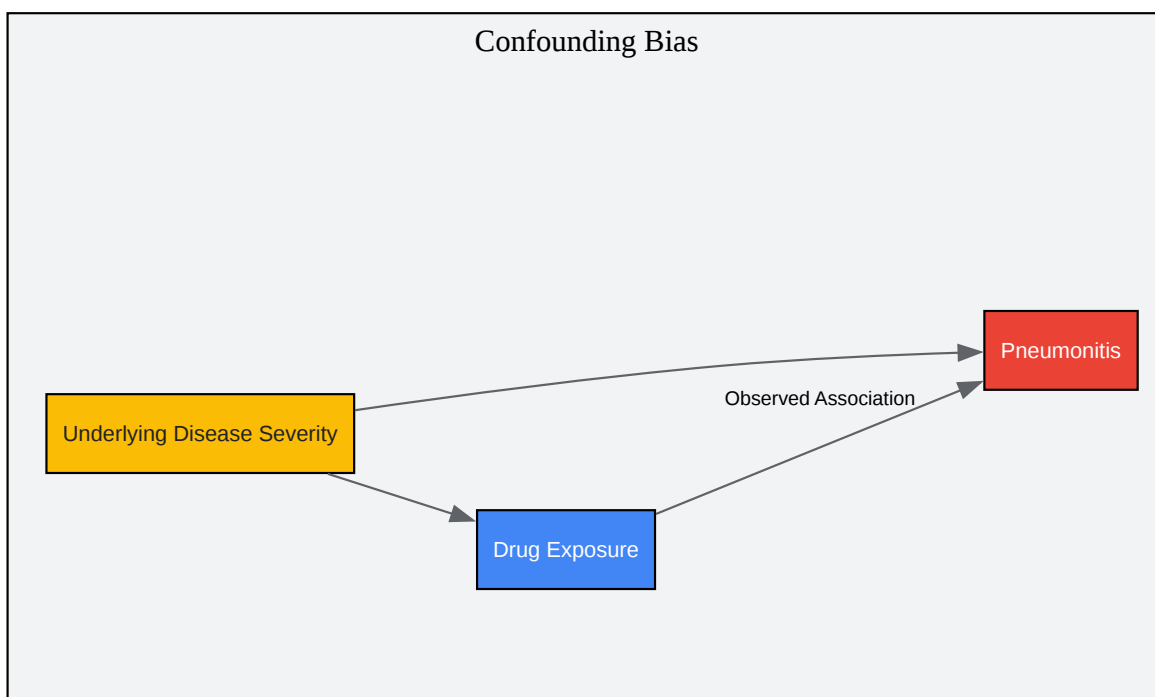 Confounding Bias
Pneumonitis
Observed Association
Underlying Disease Severity
Drug Exposure